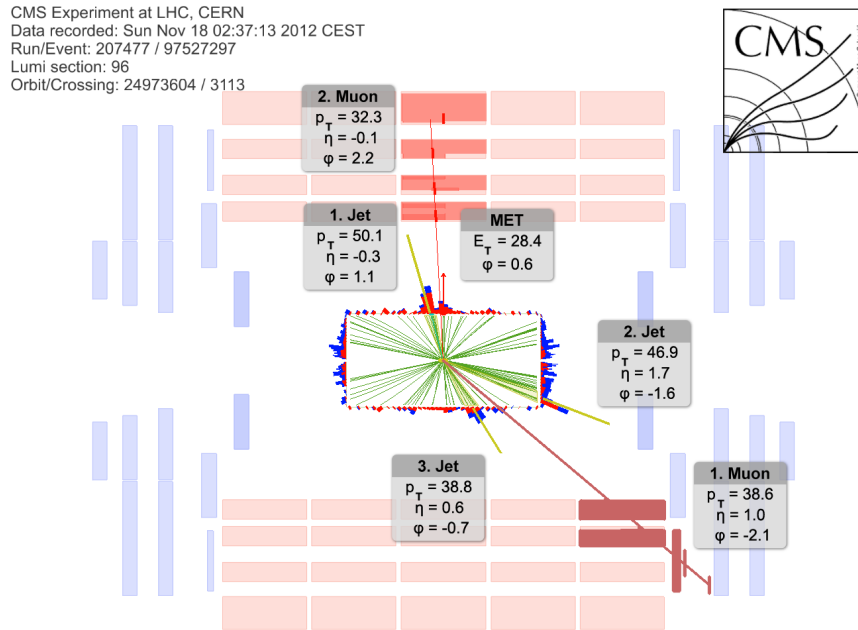 CMS Experiment at LHC, CERN
Data recorded: Sun Nov 18 02:37:13 2012 CEST
Run/Event: 207477 / 97527297
Lumi section: 96
Orbit/Crossing: 24973604 / 3113
CMS
2. Muon
pT = 32.3
η = -0.1
φ = 2.2
1. Jet
pT = 50.1
η = -0.3
φ = 1.1
MET
ET = 28.4
φ = 0.6
2. Jet
pT = 46.9
η = 1.7
φ = -1.6
3. Jet
pT = 38.8
η = 0.6
φ = -0.7
1. Muon
pT = 38.6
η = 1.0
φ = -2.1